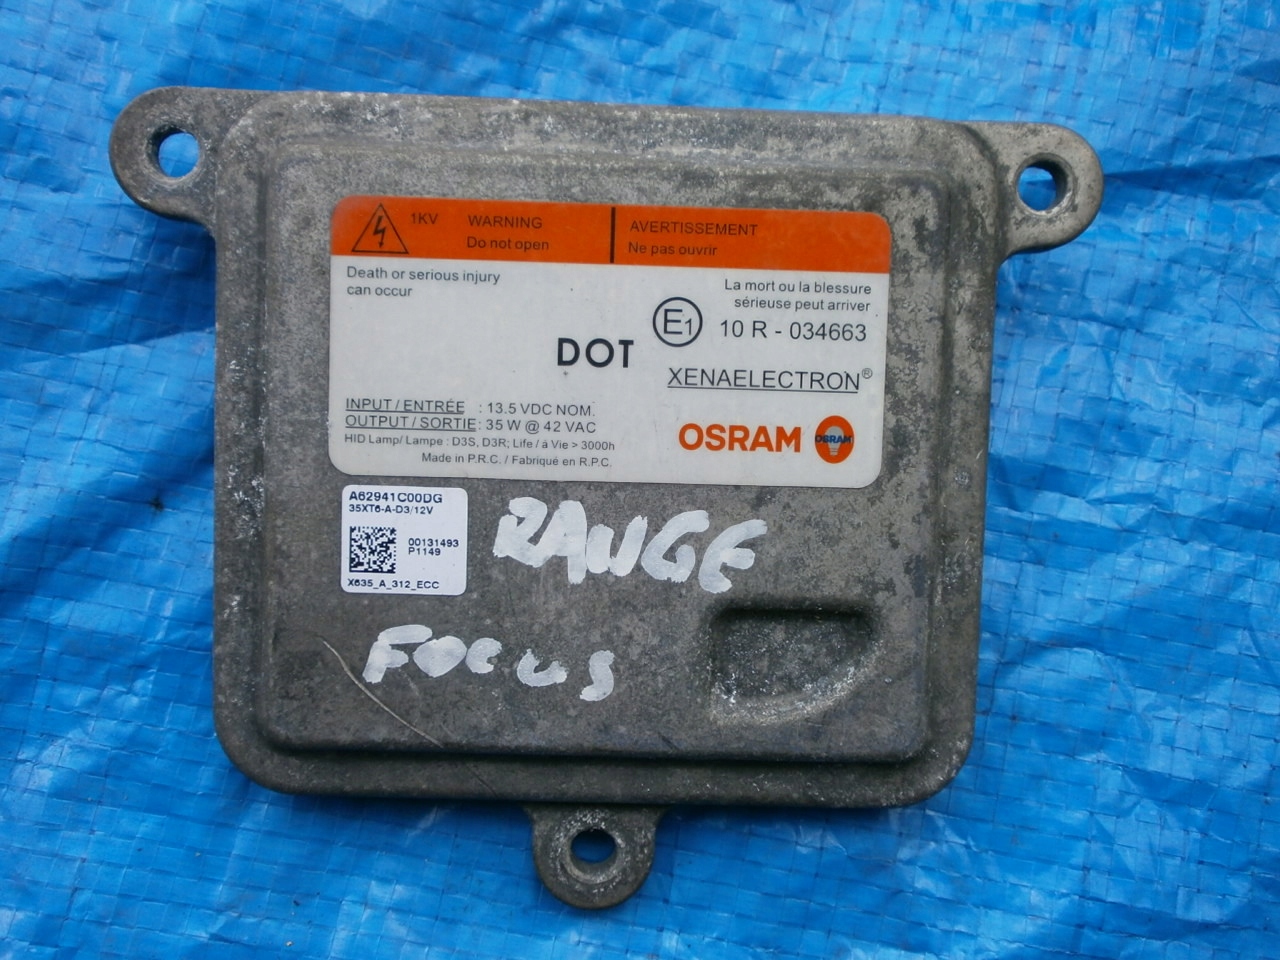 1KV WARNING
Do not open
AVERTISSEMENT
Ne pas ouvrir
Death or serious injury
can occur
La mort ou la blessure
sérieuse peut arriver
E1 10 R - 034663
DOT
XENAELECTRON®
INPUT / ENTRÉE : 13.5 VDC NOM.
OUTPUT / SORTIE : 35 W @ 42 VAC
HID Lamp/ Lampe : D3S, D3R; Life / á Vie > 3000h
Made in P.R.C. / Fabriqué en R.P.C.
OSRAM
OSRAM
A62941C00DG
35XT6-A-D3/12V
00131493
P1149
X635_A_312_ECC
RANGE
FOCUS